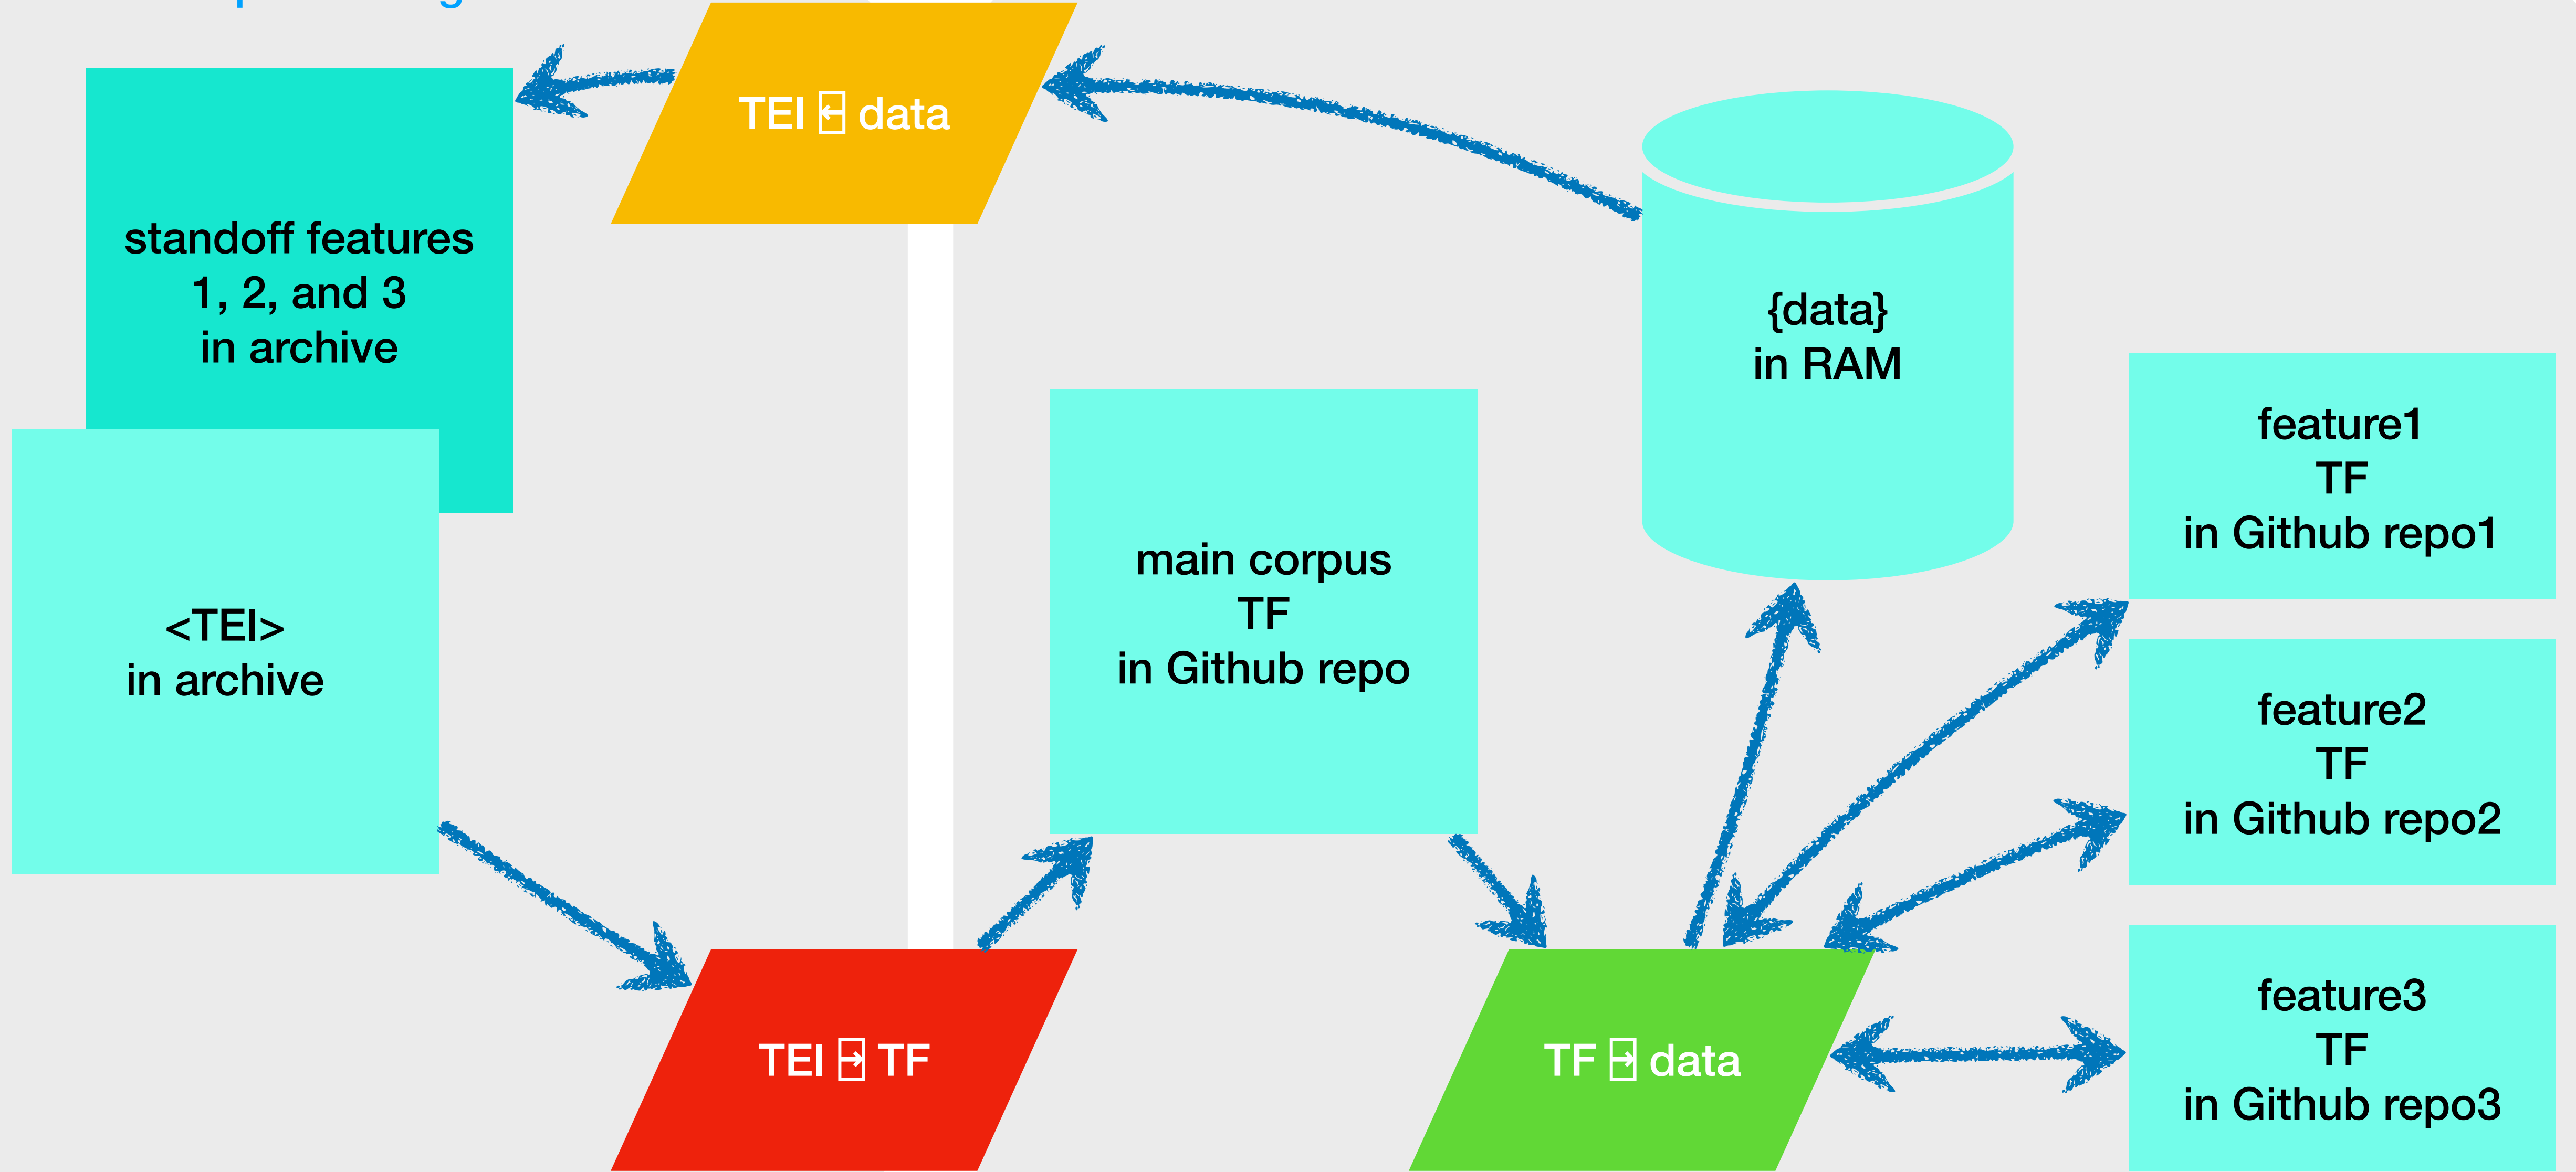 TEI ⍇ data
standoff features
1, 2, and 3
in archive
{data}
in RAM
feature1
TF
in Github repo1
main corpus
TF
in Github repo
<TEI>
in archive
feature2
TF
in Github repo2
feature3
TF
in Github repo3
TEI ⍈ TF
TF ⍈ data